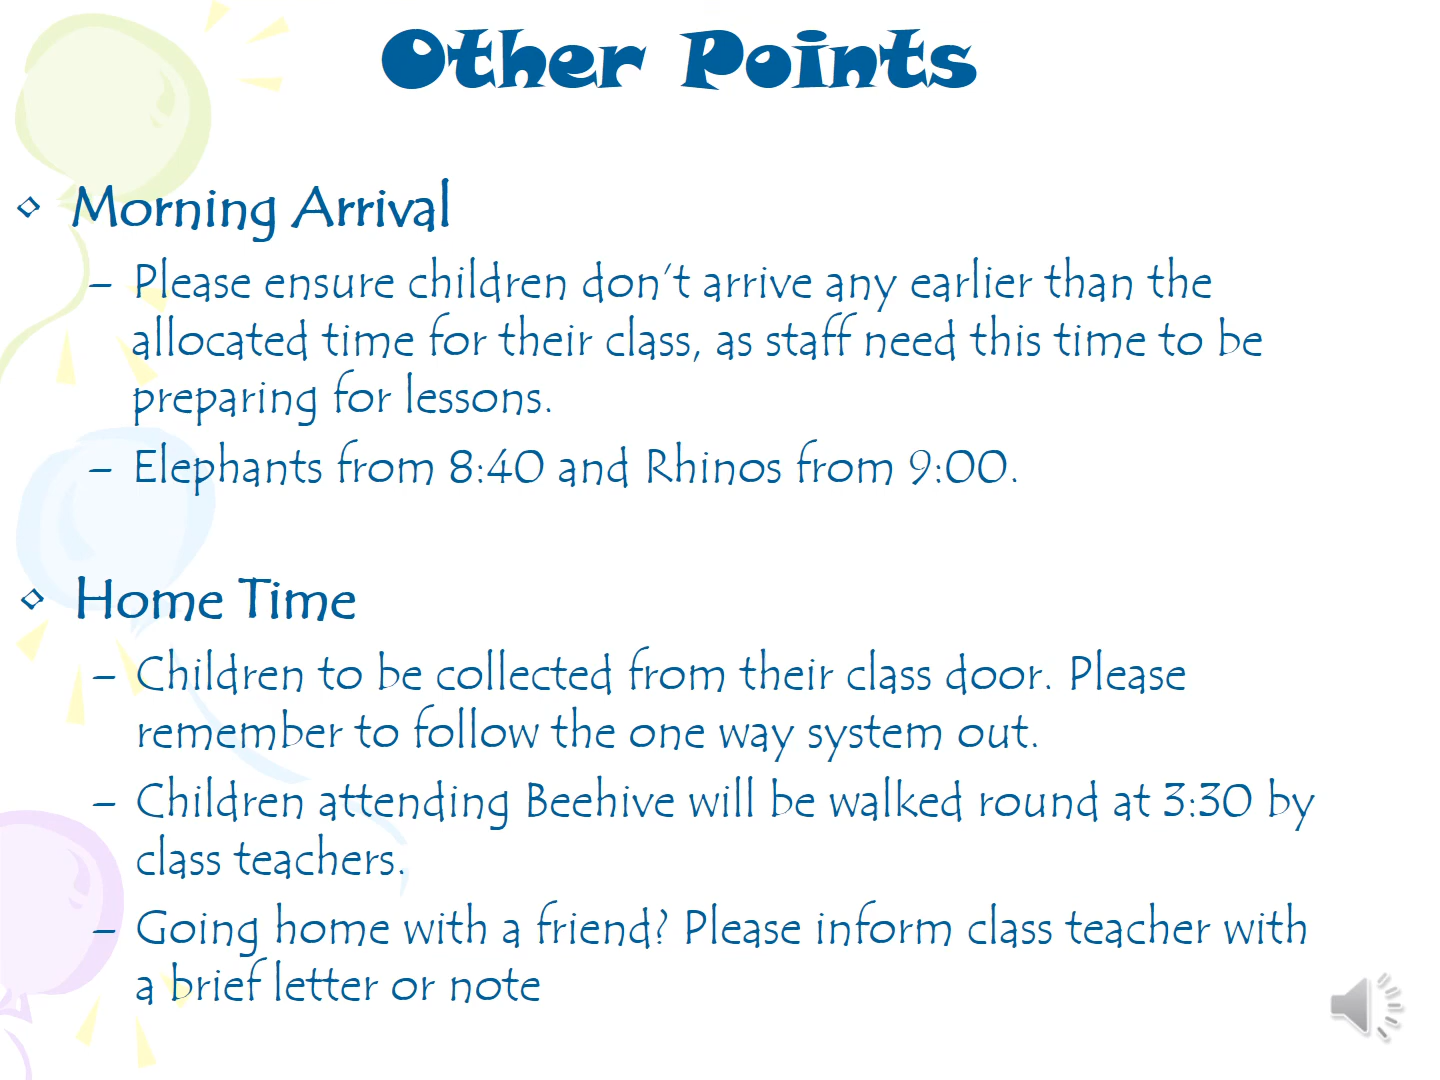 Other Points
Morning Arrival
– Please ensure children don't arrive any earlier than the
allocated time for their class, as staff need this time to be
preparing for lessons.
– Elephants from 8:40 and Rhinos from 9:00.
Home Time
– Children to be collected from their class door. Please
remember to follow the one way system out.
– Children attending Beehive will be walked round at 3:30 by
class teachers.
– Going home with a friend? Please inform class teacher with
a brief letter or note